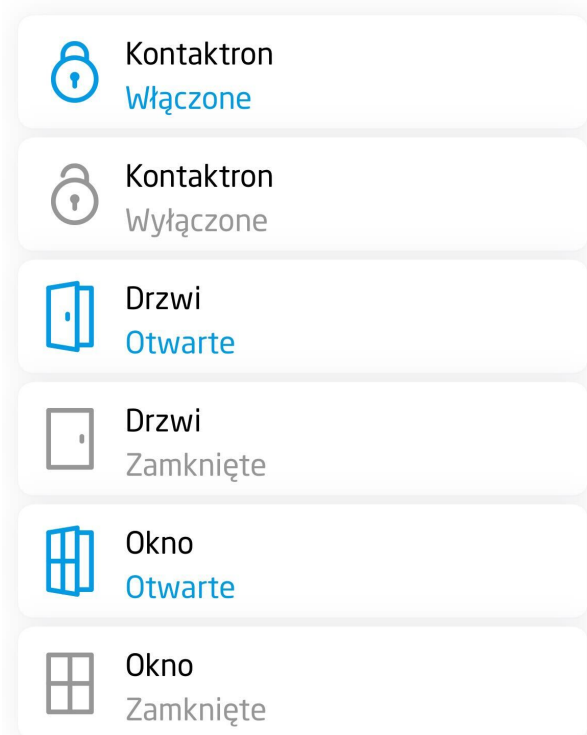 Kontaktron
Włączone
Kontaktron
Wyłączone
Drzwi
Otwarte
Drzwi
Zamknięte
Okno
Otwarte
Okno
Zamknięte